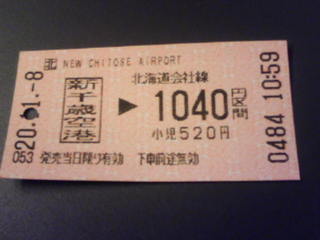 北 NEW CHITOSE AIRPORT
新千歳空港
北海道会社線
▶ 1040円区間
小児520円
20.-1.-8
0484 10:59
053 発売当日限り有効 下車前途無効